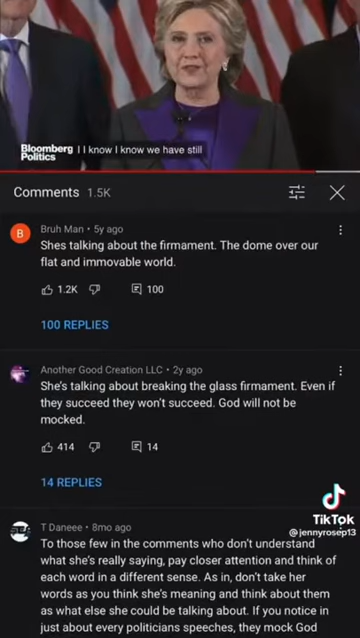 Bloomberg
Politics
I I know I know we have still
Comments 1.5K
B
Bruh Man • 5y ago
Shes talking about the firmament. The dome over our
flat and immovable world.
1.2K
100
100 REPLIES
Another Good Creation LLC • 2y ago
She's talking about breaking the glass firmament. Even if
they succeed they won't succeed. God will not be
mocked.
414
14
14 REPLIES
TikTok
@jennyrosep13
T Daneee • 8mo ago
To those few in the comments who don't understand
what she's really saying, pay closer attention and think of
each word in a different sense. As in, don't take her
words as you think she's meaning and think about them
as what else she could be talking about. If you notice in
just about every politicians speeches, they mock God